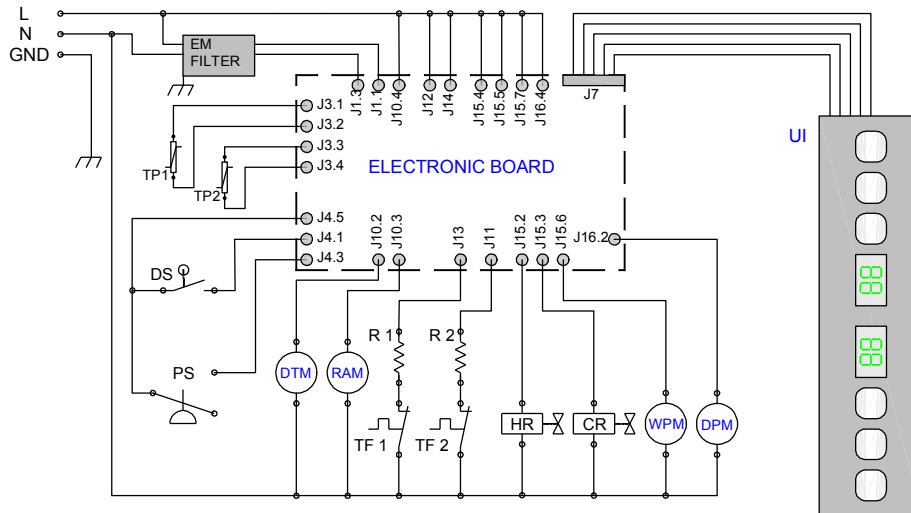 L
N
GND
EM
FILTER
J1.3
J1.1
J10.4
J12
J14
J15.4
J15.5
J15.7
J16.4
J7
UI
J3.1
J3.2
J3.3
J3.4
TP1
TP2
ELECTRONIC BOARD
J4.5
J4.1
J4.3
J10.2
J10.3
J13
J11
J15.2
J15.3
J15.6
J16.2
DS
PS
R 1
R 2
DTM
RAM
TF 1
TF 2
HR
CR
WPM
DPM
88
88